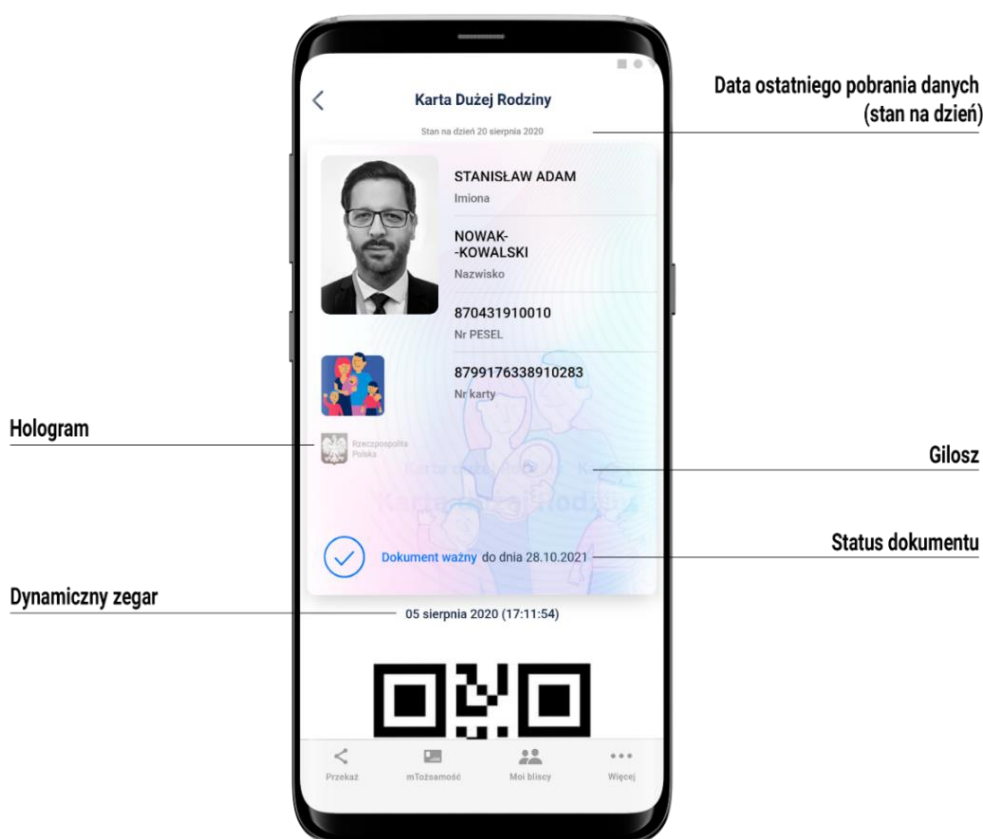 Data ostatniego pobrania danych
(stan na dzień)
Karta Dużej Rodziny
Stan na dzień 20 sierpnia 2020
STANISŁAW ADAM
Imiona
NOWAK-
-KOWALSKI
Nazwisko
870431910010
Nr PESEL
8799176338910283
Nr karty
Hologram
Rzeczpospolita
Polska
Gilosz
Status dokumentu
Dokument ważny do dnia 28.10.2021
Dynamiczny zegar
05 sierpnia 2020 (17:11:54)
Przekaż
mTożsamość
Moi bliscy
Więcej